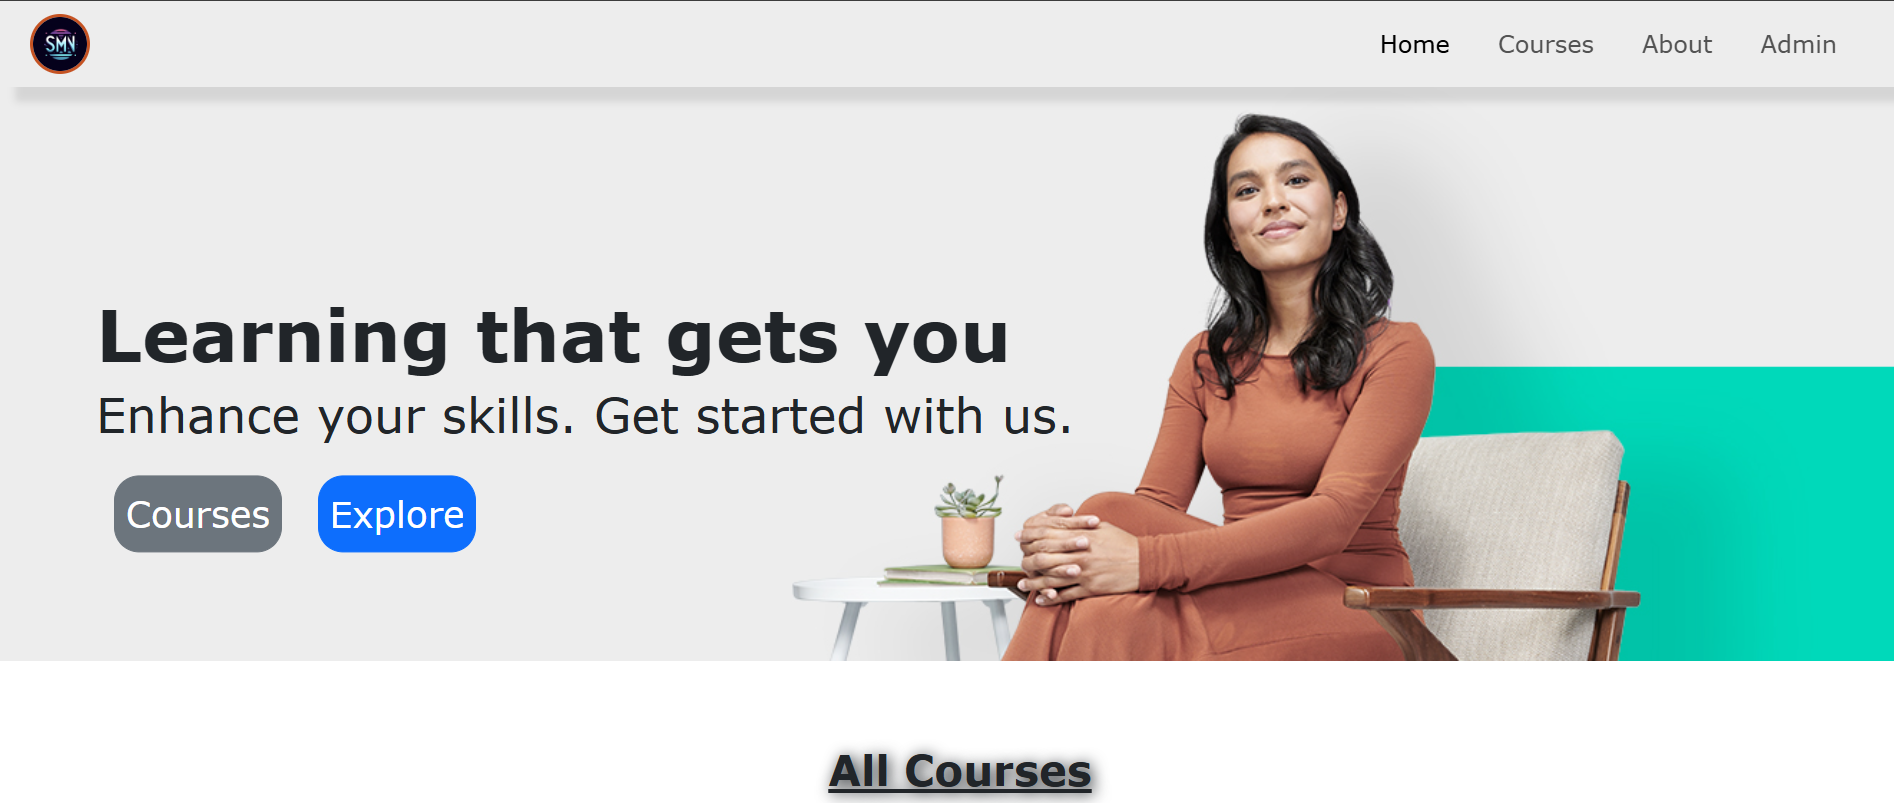 SMV
Home Courses About Admin
Learning that gets you
Enhance your skills. Get started with us.
Courses Explore
All Courses